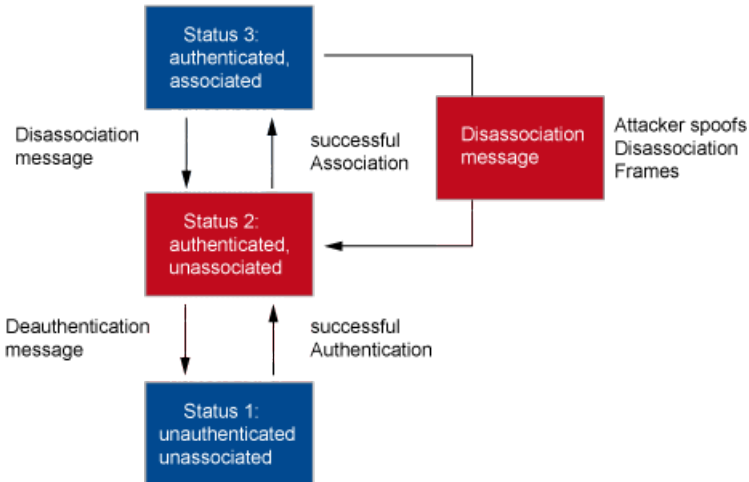 Status 3:
authenticated,
associated
Disassociation
message
successful
Association
Disassociation
message
Attacker spoofs
Disassociation
Frames
Status 2:
authenticated,
unassociated
Deauthentication
message
successful
Authentication
Status 1:
unauthenticated
unassociated